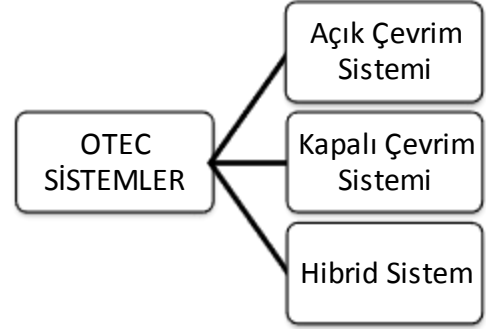 OTEC
SİSTEMLER
Açık Çevrim
Sistemi
Kapalı Çevrim
Sistemi
Hibrid Sistem